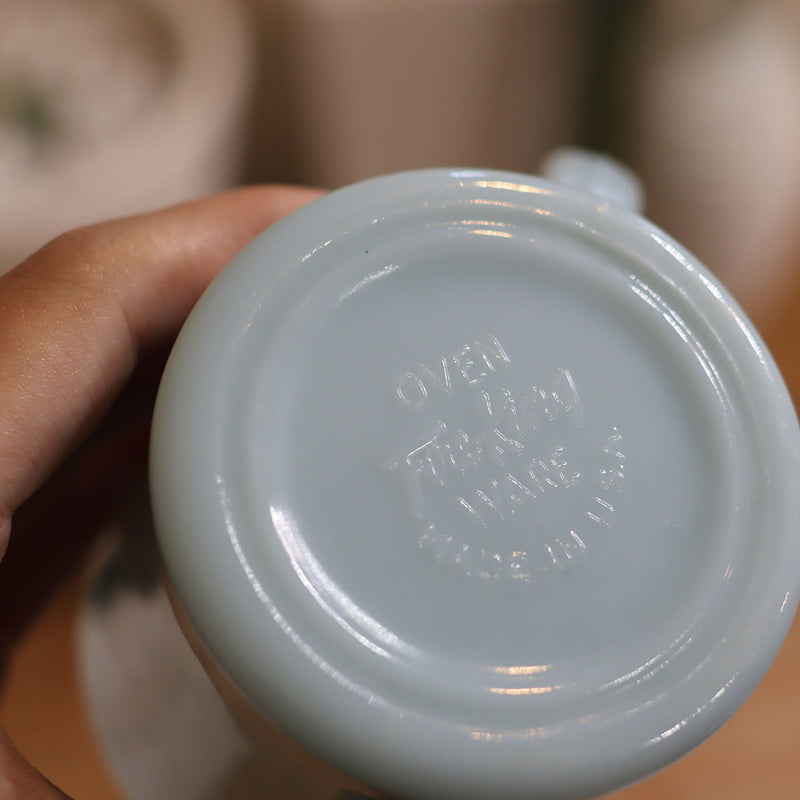 OVEN
Fire-King
WARE
MADE IN U.S.A.